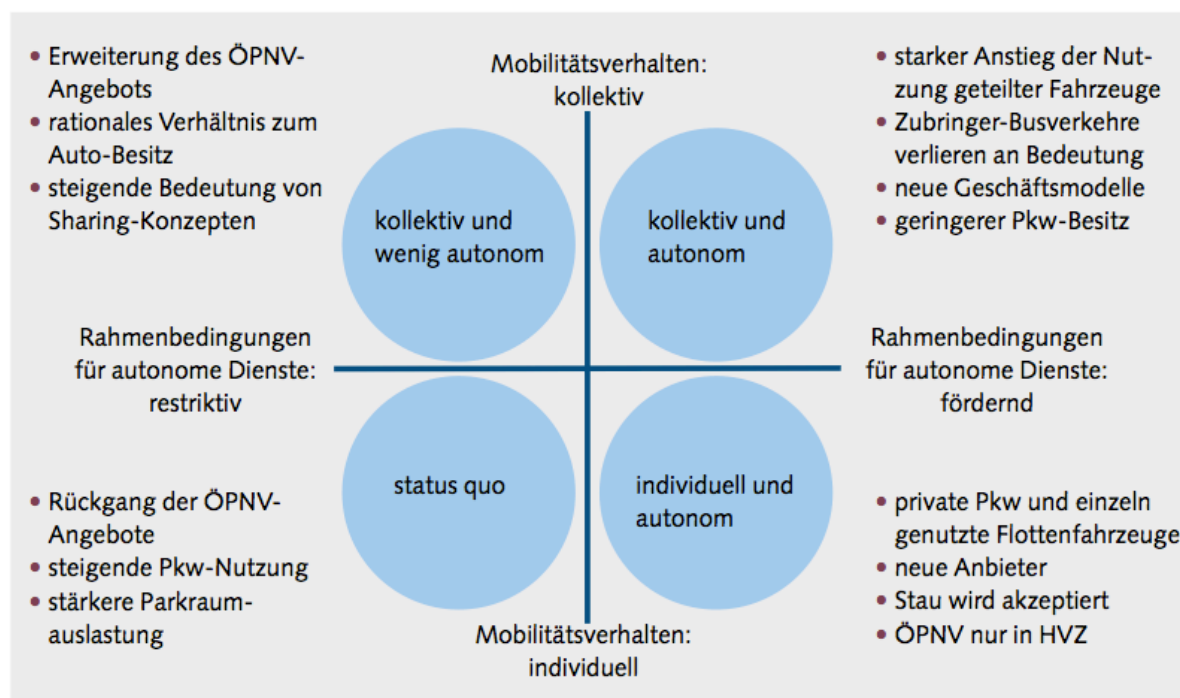 • Erweiterung des ÖPNV-
Angebots
• rationales Verhältnis zum
Auto-Besitz
• steigende Bedeutung von
Sharing-Konzepten
Mobilitätsverhalten:
kollektiv
• starker Anstieg der Nut-
zung geteilter Fahrzeuge
• Zubringer-Busverkehre
verlieren an Bedeutung
• neue Geschäftsmodelle
• geringerer Pkw-Besitz
kollektiv und
wenig autonom
kollektiv und
autonom
Rahmenbedingungen
für autonome Dienste:
restriktiv
Rahmenbedingungen
für autonome Dienste:
fördernd
status quo
individuell und
autonom
• Rückgang der ÖPNV-
Angebote
• steigende Pkw-Nutzung
• stärkere Parkraum-
auslastung
Mobilitätsverhalten:
individuell
• private Pkw und einzeln
genutzte Flottenfahrzeuge
• neue Anbieter
• Stau wird akzeptiert
• ÖPNV nur in HVZ